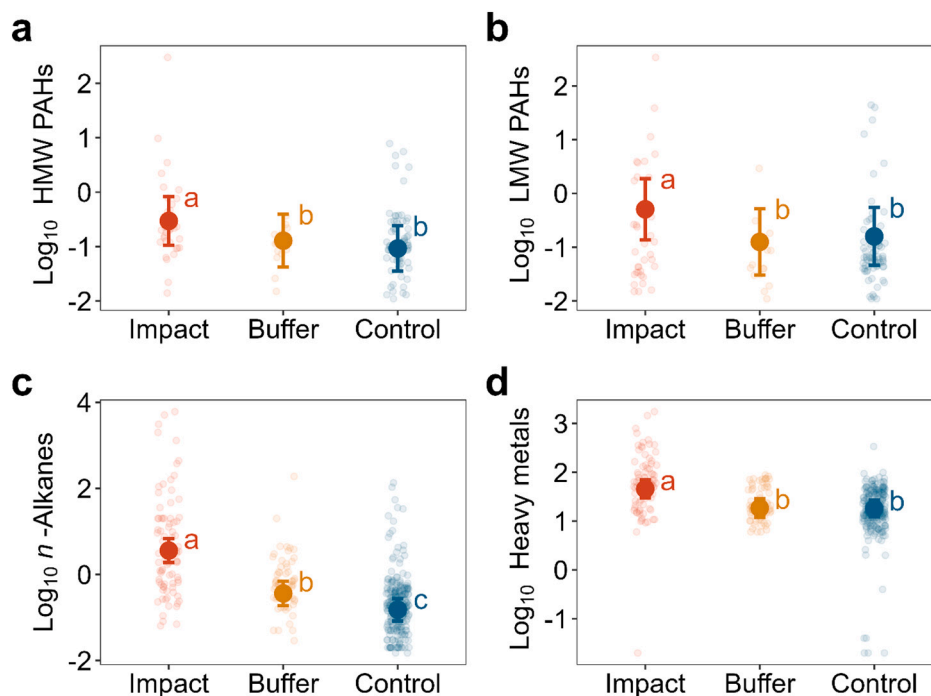 a
Log10 HMW PAHs
2
1
0
-1
-2
a
b
b
Impact Buffer Control
b
Log10 LMW PAHs
2
1
0
-1
-2
a
b
b
Impact Buffer Control
c
Log10 n -Alkanes
4
2
0
-2
a
b
c
Impact Buffer Control
d
Log10 Heavy metals
3
2
1
0
-1
a
b
b
Impact Buffer Control